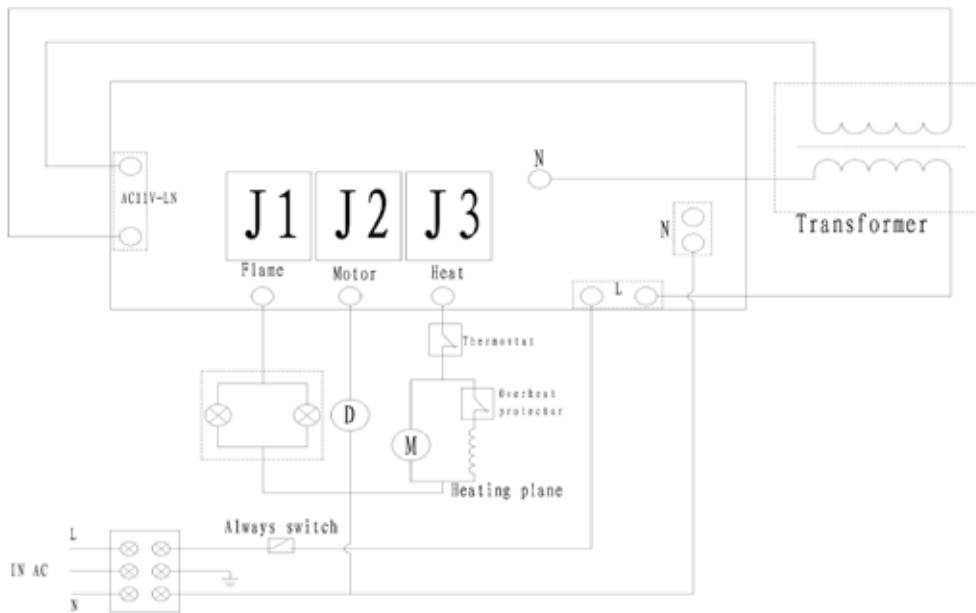 N
AC11V-LN
J1 J2 J3
N
Transformer
Flame Motor Heat
L
Thermostat
Overheat
protector
D
M
Heating plane
Always switch
L
IN AC
N